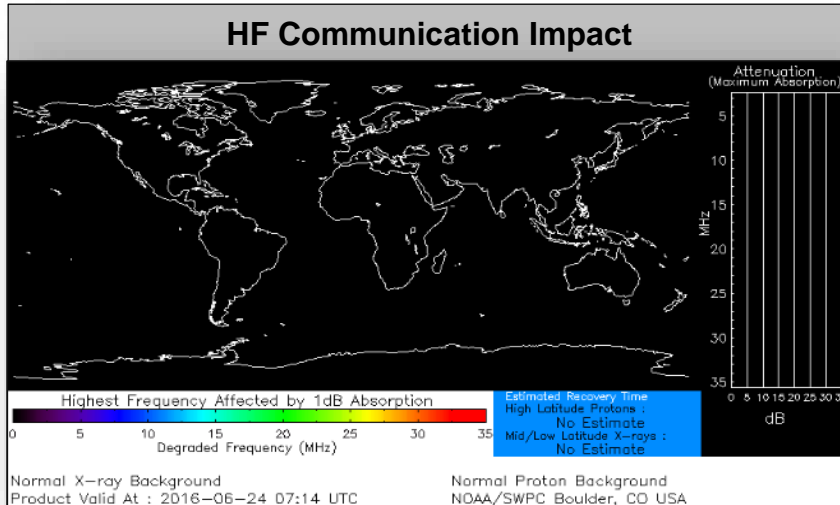 HF Communication Impact
Attenuation
(Maximum Absorption)
5
10
15
20
25
30
35
MHz
0 5 10 15 20 25 30 3
dB
Highest Frequency Affected by 1dB Absorption
0 5 10 15 20 25 30 35
Degraded Frequency (MHz)
Estimated Recovery Time
High Latitude Protons :
No Estimate
Mid/Low Latitude X-rays :
No Estimate
Normal X-ray Background
Product Valid At : 2016-06-24 07:14 UTC
Normal Proton Background
NOAA/SWPC Boulder, CO USA